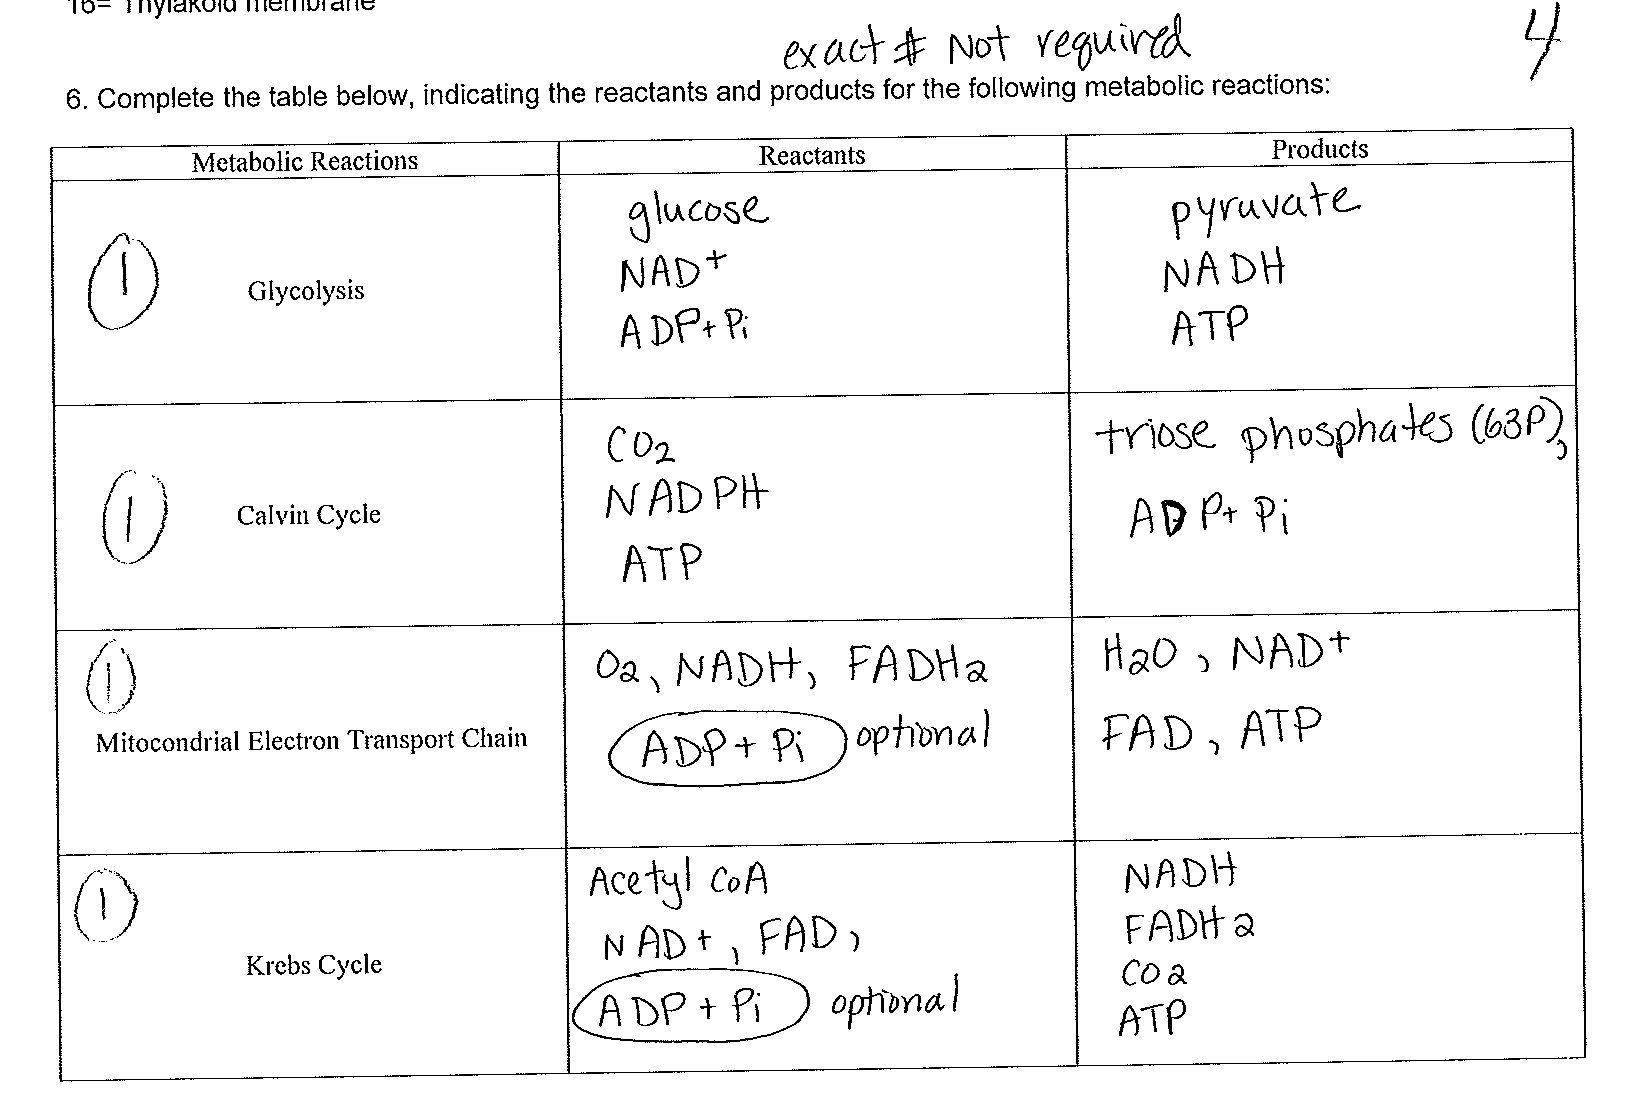 16= Thylakoid membrane
exact # Not required
4
6. Complete the table below, indicating the reactants and products for the following metabolic reactions:
Metabolic Reactions Reactants Products
1 Glycolysis
glucose
NAD+
ADP+ Pi
pyruvate
NADH
ATP
1 Calvin Cycle
CO2
NADPH
ATP
triose phosphates (G3P),
ADP+ Pi
1
Mitocondrial Electron Transport Chain
O2, NADH, FADH2
ADP + Pi optional
H2O, NAD+
FAD, ATP
1
Krebs Cycle
Acetyl CoA
NAD+, FAD,
ADP + Pi optional
NADH
FADH2
CO2
ATP